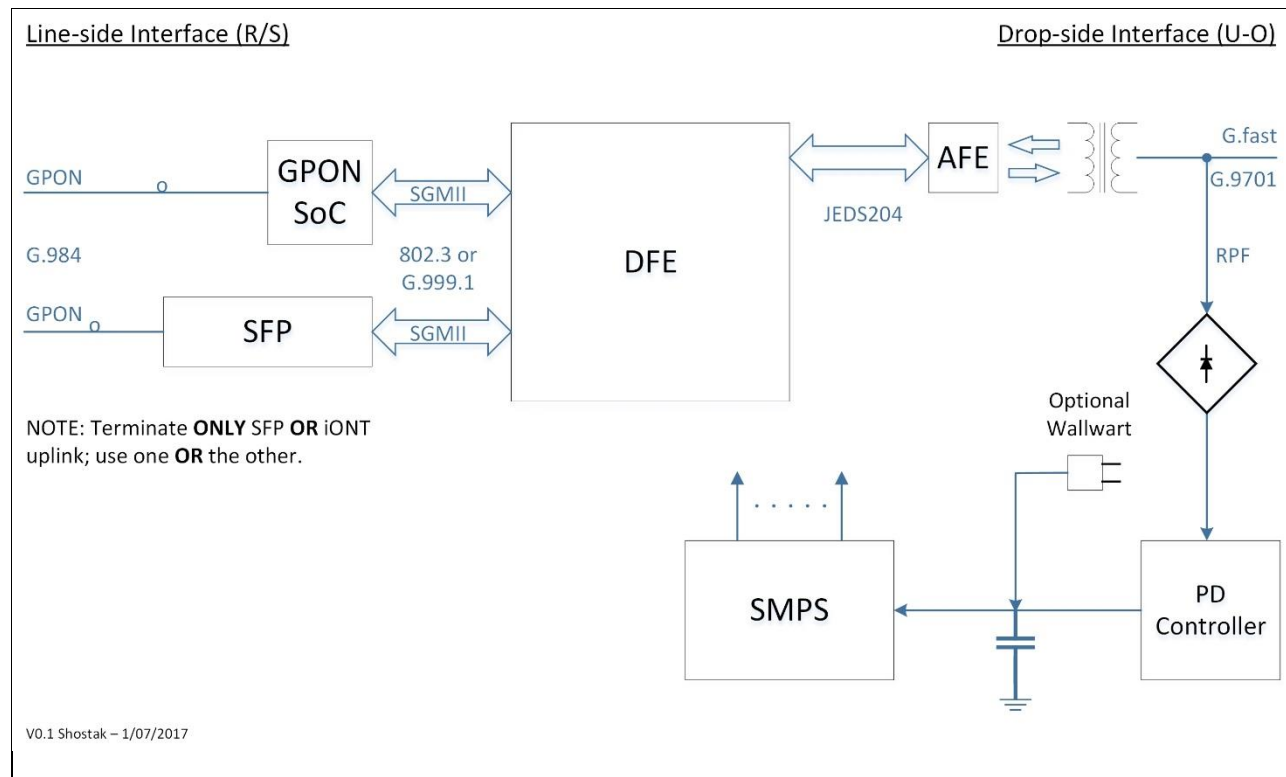 Line-side Interface (R/S)
Drop-side Interface (U-O)
GPON
GPON
SoC
SGMII
G.984
802.3 or
G.999.1
GPON
SFP
SGMII
DFE
JEDS204
AFE
G.fast
G.9701
RPF
NOTE: Terminate ONLY SFP OR iONT
uplink; use one OR the other.
Optional
Wallwart
SMPS
PD
Controller
V0.1 Shostak – 1/07/2017